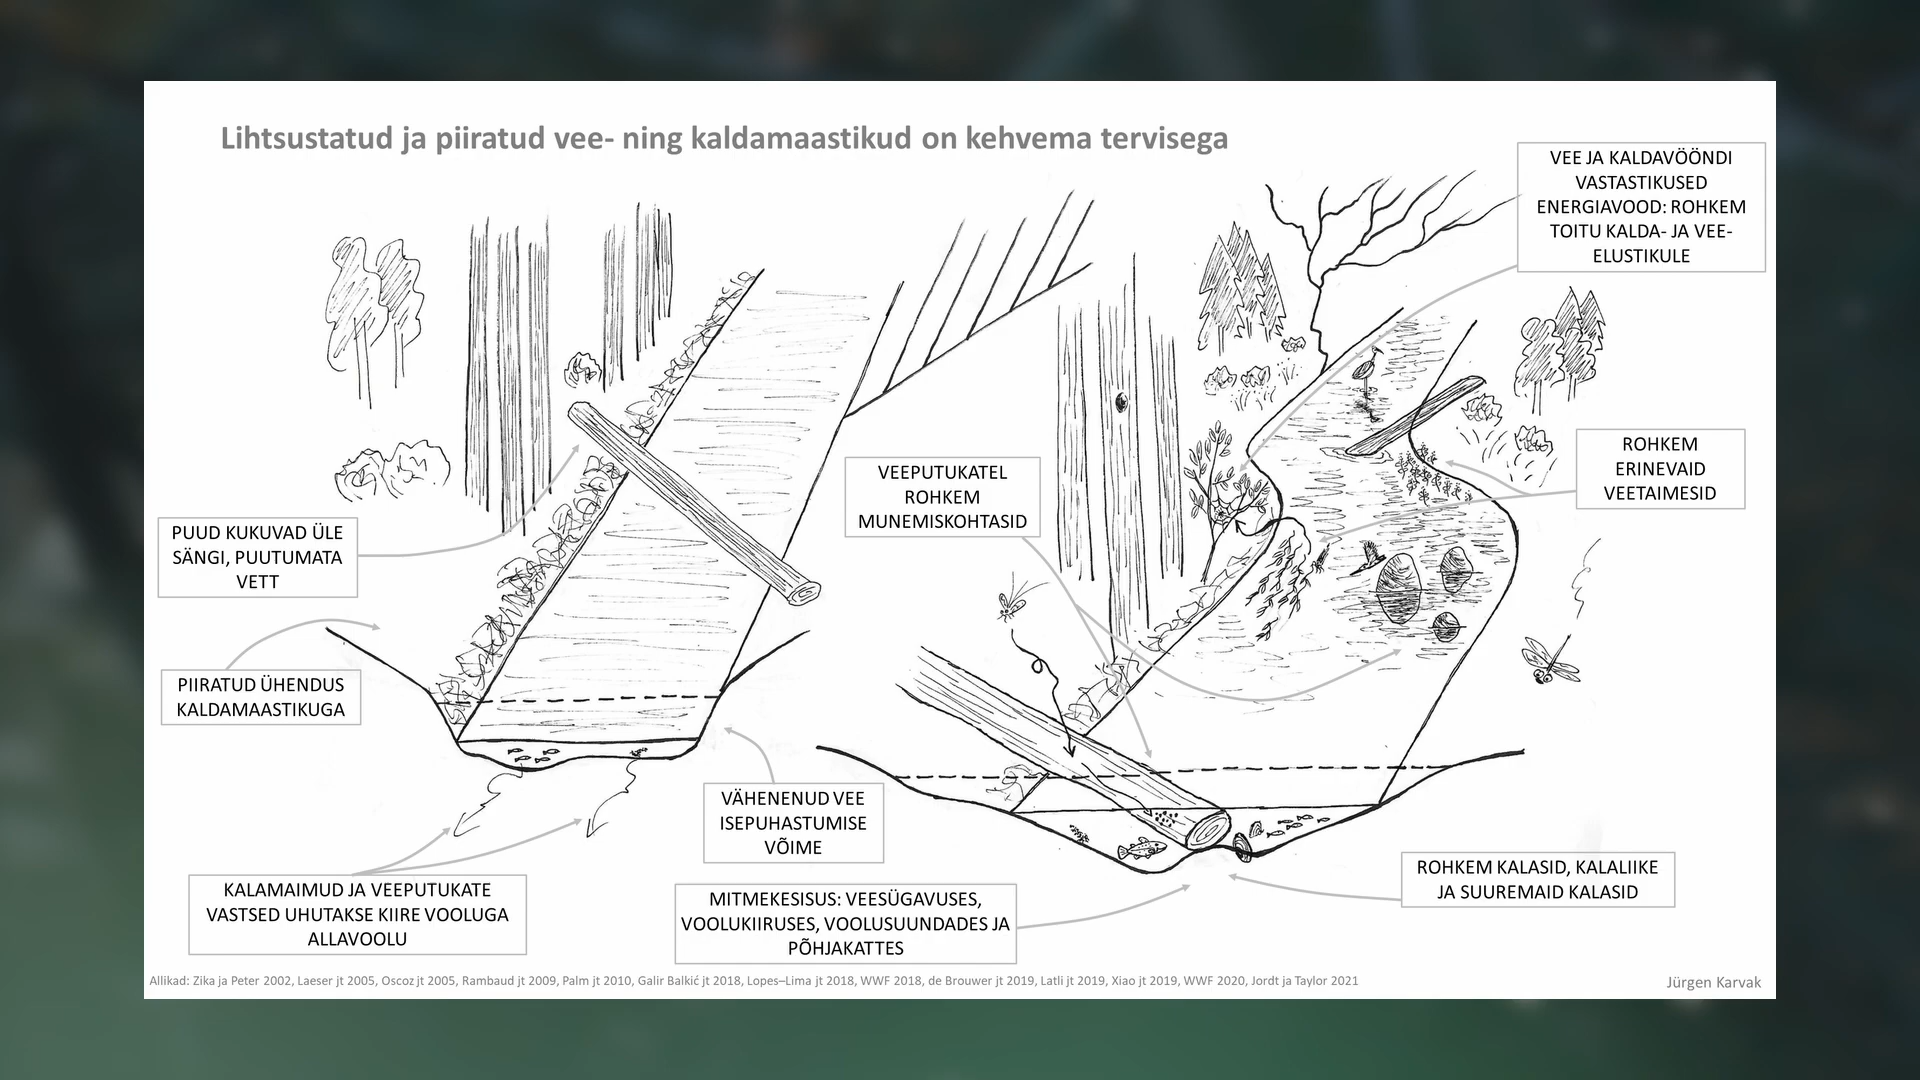 Lihtsustatud ja piiratud vee- ning kaldamaastikud on kehvema tervisega
VEE JA KALDAVÖÖNDI
VASTASTIKUSED
ENERGIAVOOD: ROHKEM
TOITU KALDA- JA VEE-
ELUSTIKULE
ROHKEM
ERINEVAID
VEETAIMESID
VEEPUTUKATEL
ROHKEM
MUNEMISKOHTASID
PUUD KUKUVAD ÜLE
SÄNGI, PUUTUMATA
VETT
PIIRATUD ÜHENDUS
KALDAMAASTIKUGA
VÄHENENUD VEE
ISEPUHASTUMISE
VÕIME
KALAMAIMUD JA VEEPUTUKATE
VASTSED UHUTAKSE KIIRE VOOLUGA
ALLAVOOLU
MITMEKESISUS: VEESÜGAVUSES,
VOOLUKIIRUSES, VOOLUSUUNDADES JA
PÕHJAKATTES
ROHKEM KALASID, KALALIIKE
JA SUUREMAID KALASID
Allikad: Zika ja Peter 2002, Laeser jt 2005, Oscoz jt 2005, Rambaud jt 2009, Palm jt 2010, Galir Balkić jt 2018, Lopes–Lima jt 2018, WWF 2018, de Brouwer jt 2019, Latli jt 2019, Xiao jt 2019, WWF 2020, Jordt ja Taylor 2021
Jürgen Karvak